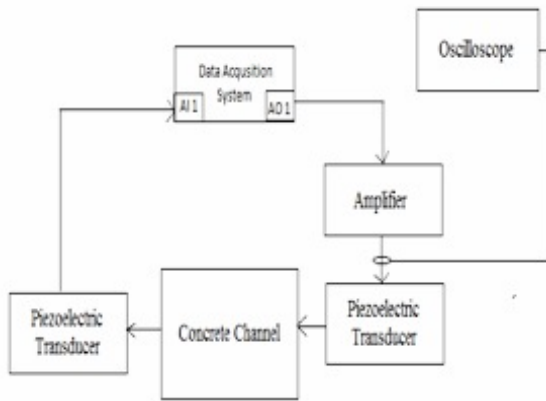 Oscilloscope
Data Acqusition
System
AI 1
AO 1
Amplifier
Piezoelectric
Transducer
Concrete Channel
Piezoelectric
Transducer